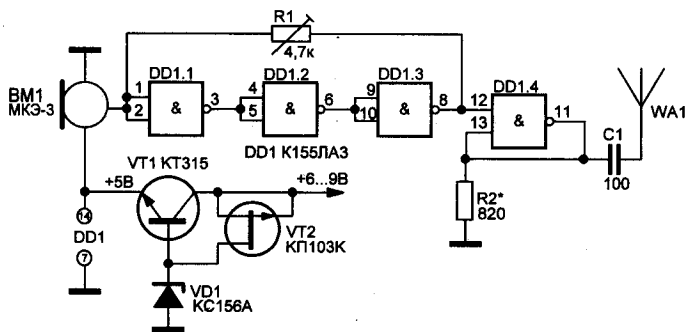 R1
4,7к
BM1
МКЭ-3
DD1.1
DD1.2
DD1.3
DD1.4
1
2
&
3
4
5
&
6
9
10
&
8
12
13
&
11
WA1
C1
100
DD1 К155ЛА3
R2*
820
VT1 КТ315
+5В
+6...9В
14
DD1
7
VT2
КП103К
VD1
КС156А